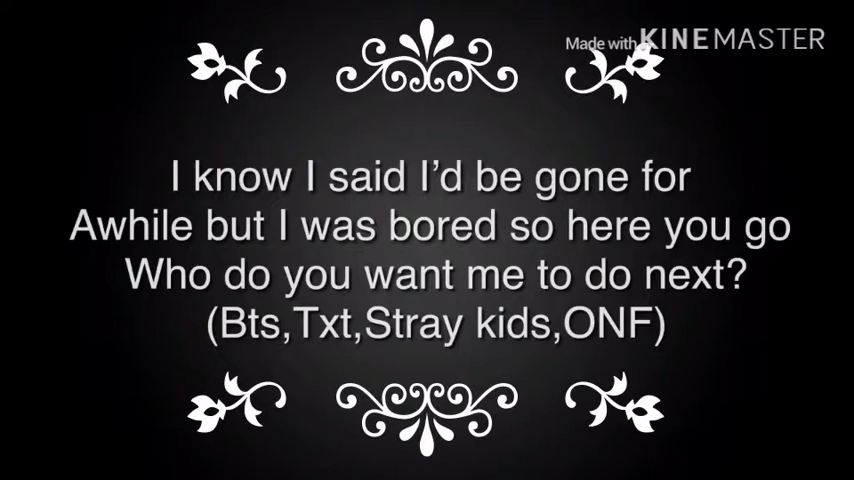 Made with KINEMASTER
I know I said I'd be gone for
Awhile but I was bored so here you go
Who do you want me to do next?
(Bts,Txt,Stray kids,ONF)